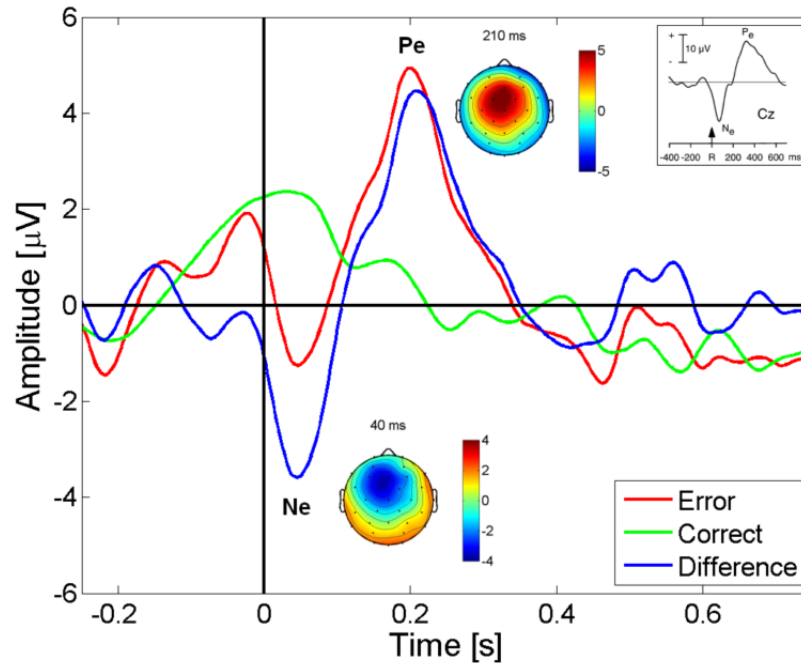 6
4
2
0
-2
-4
-6
Amplitude [μV]
-0.2
0
0.2
0.4
0.6
Time [s]
Pe
Ne
210 ms
5
0
-5
40 ms
4
2
0
-2
-4
+
-
10 μV
Pe
Ne
Cz
-400 -200 R 200 400 600 ms
Error
Correct
Difference